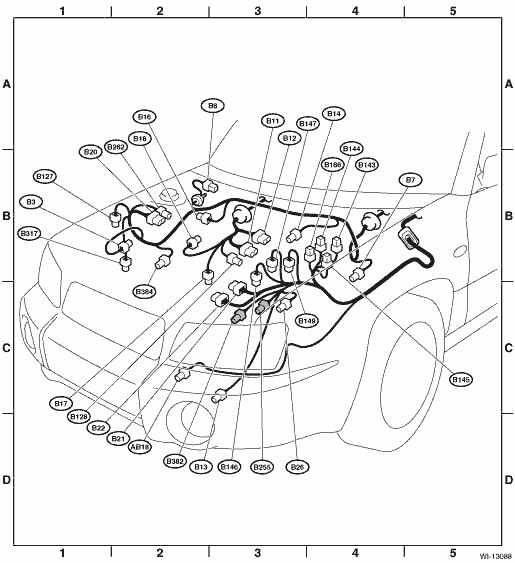 1 2 3 4 5
A A
B6
B16 B11 B147 B14
B18 B12
B262 B144
B20 B186 B143
B127 B7
B3 B B
B317
B384
B149
C C
B145
B17
B128
B22
B21
AB18
B382 B13 B146 B255 B26
D D
1 2 3 4 5
WI-13088